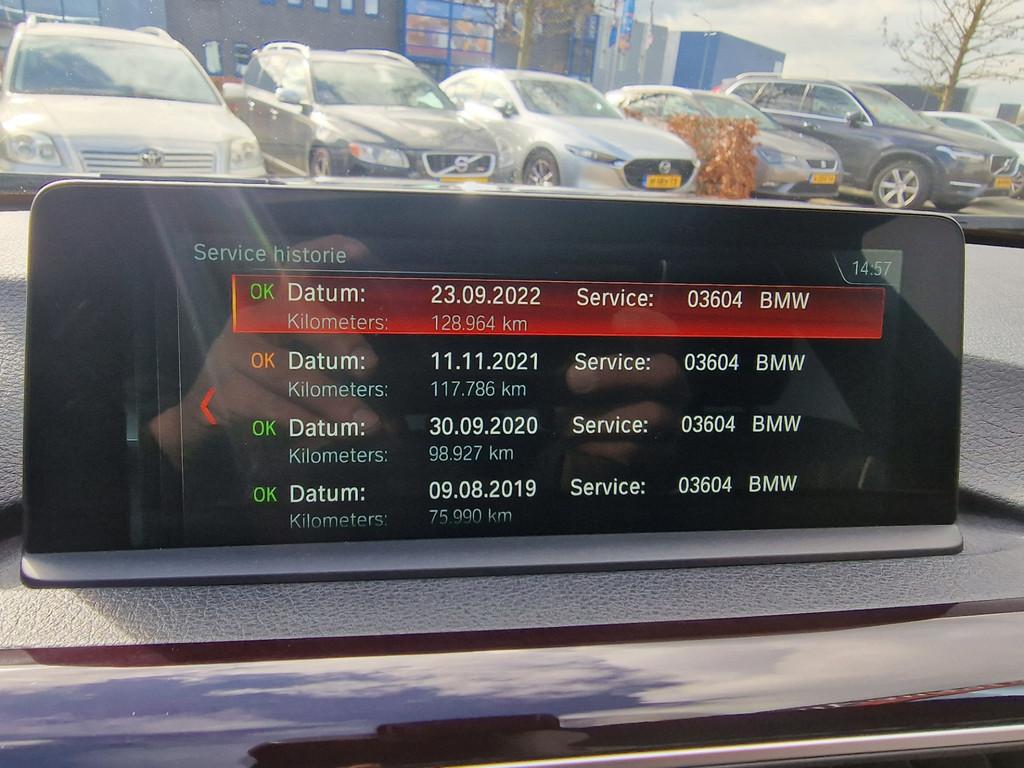 Service historie
14:57
OK Datum: 23.09.2022 Service: 03604 BMW
Kilometers: 128.964 km
OK Datum: 11.11.2021 Service: 03604 BMW
Kilometers: 117.786 km
OK Datum: 30.09.2020 Service: 03604 BMW
Kilometers: 98.927 km
OK Datum: 09.08.2019 Service: 03604 BMW
Kilometers: 75.990 km